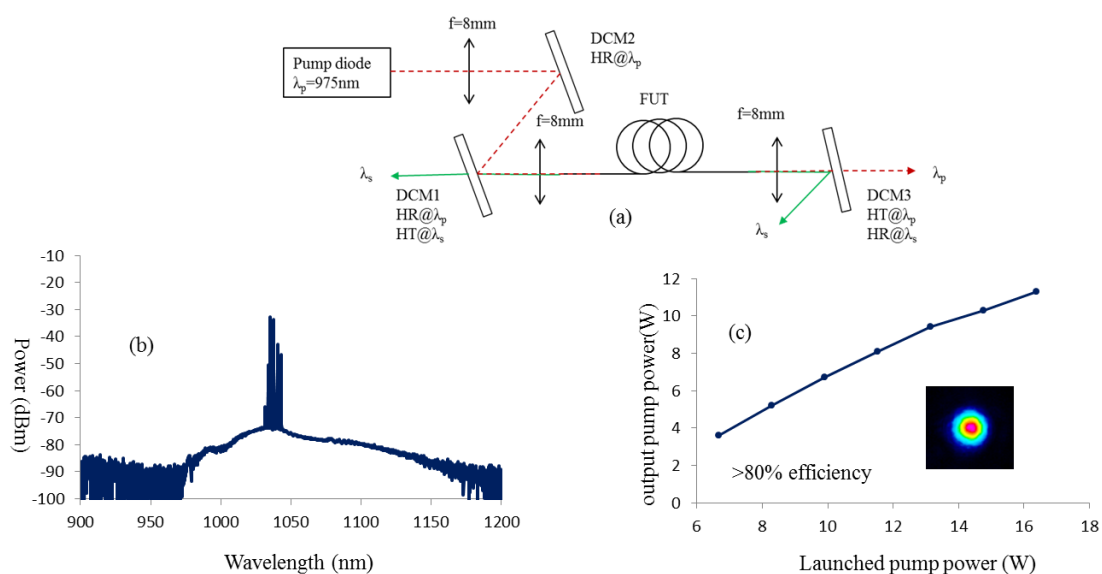 (a)
f=8mm
Pump diode
λp=975nm
DCM2
HR@λp
f=8mm
FUT
f=8mm
λs
DCM1
HR@λp
HT@λs
(a)
λs
DCM3
HT@λp
HR@λs
λp
(b)
Power (dBm)
-10
-20
-30
-40
-50
-60
-70
-80
-90
-100
900
950
1000
1050
1100
1150
1200
Wavelength (nm)
(c)
output pump power(W)
12
10
8
6
4
2
0
>80% efficiency
6
8
10
12
14
16
18
Launched pump power (W)